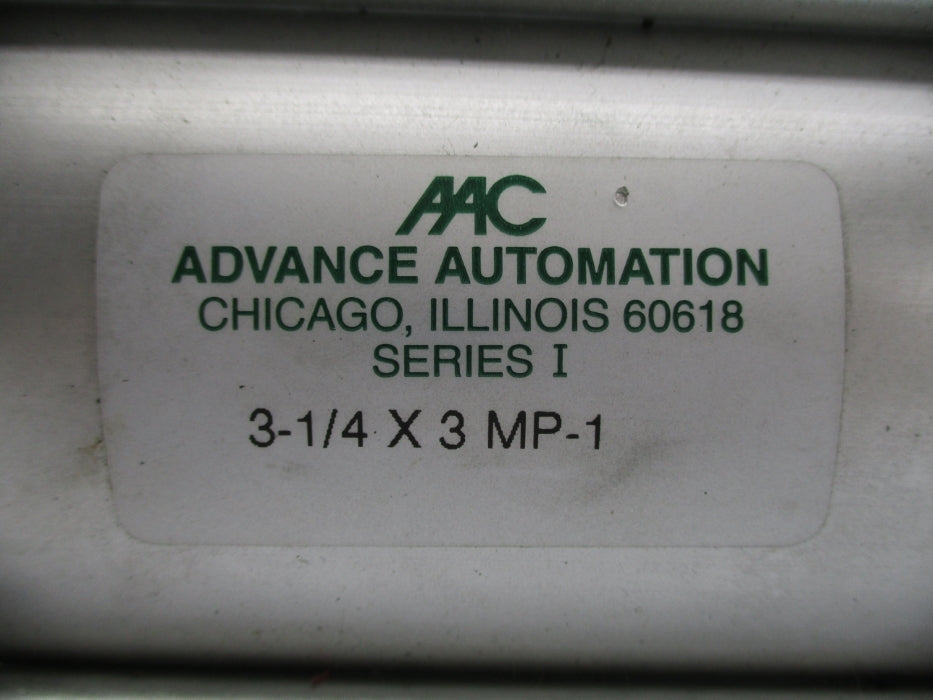 AAC
ADVANCE AUTOMATION
CHICAGO, ILLINOIS 60618
SERIES I
3-1/4 X 3 MP-1